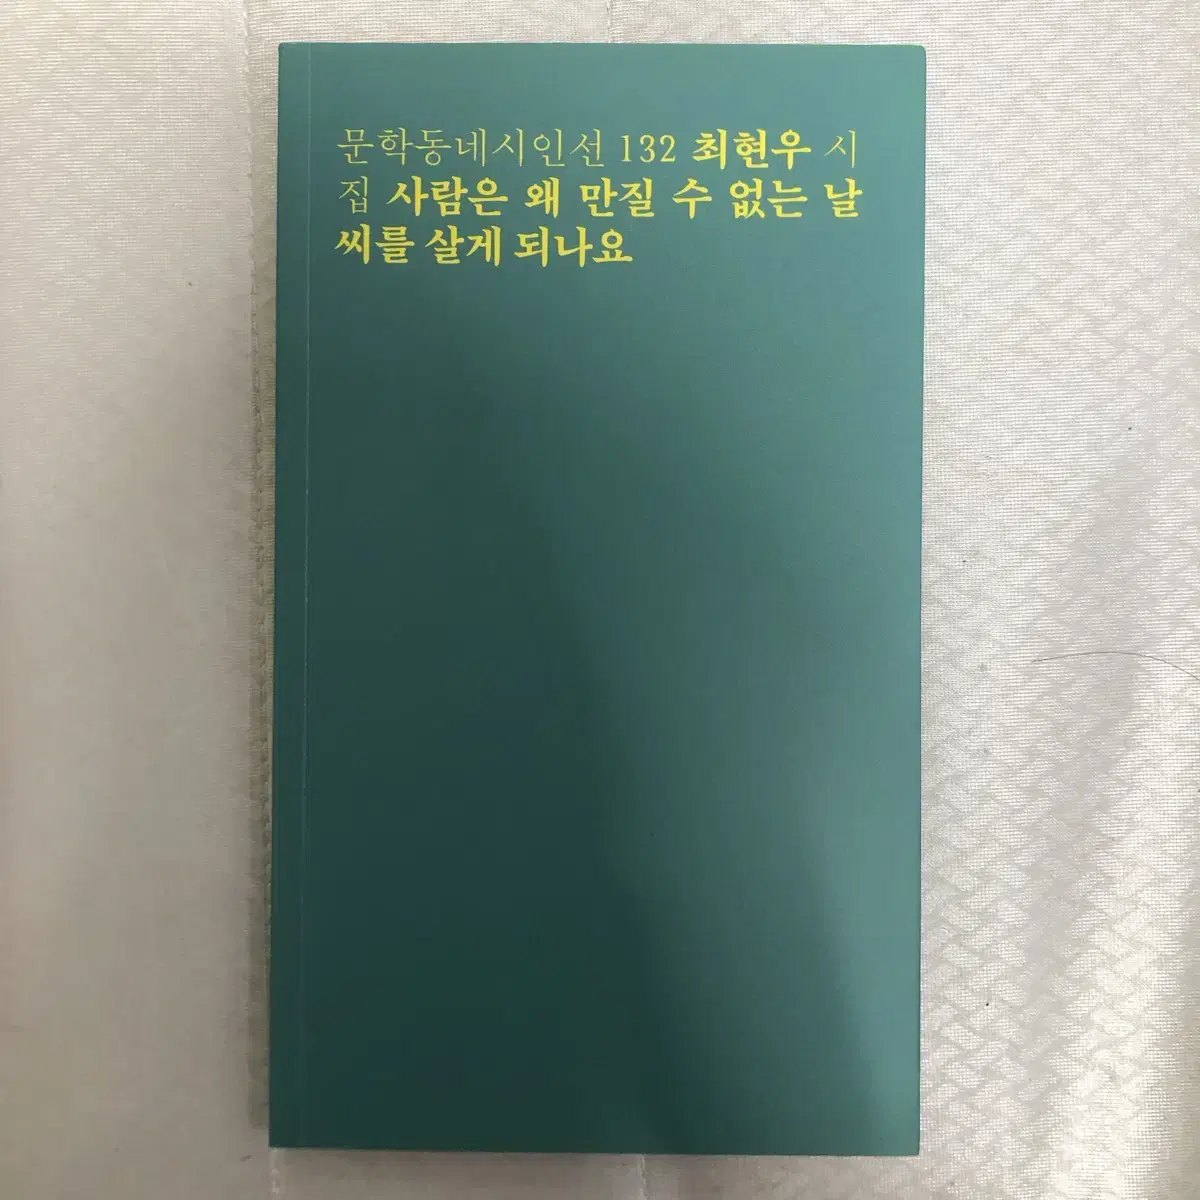 문학동네시인선 132 최현우 시
집 사람은 왜 만질 수 없는 날
씨를 살게 되나요